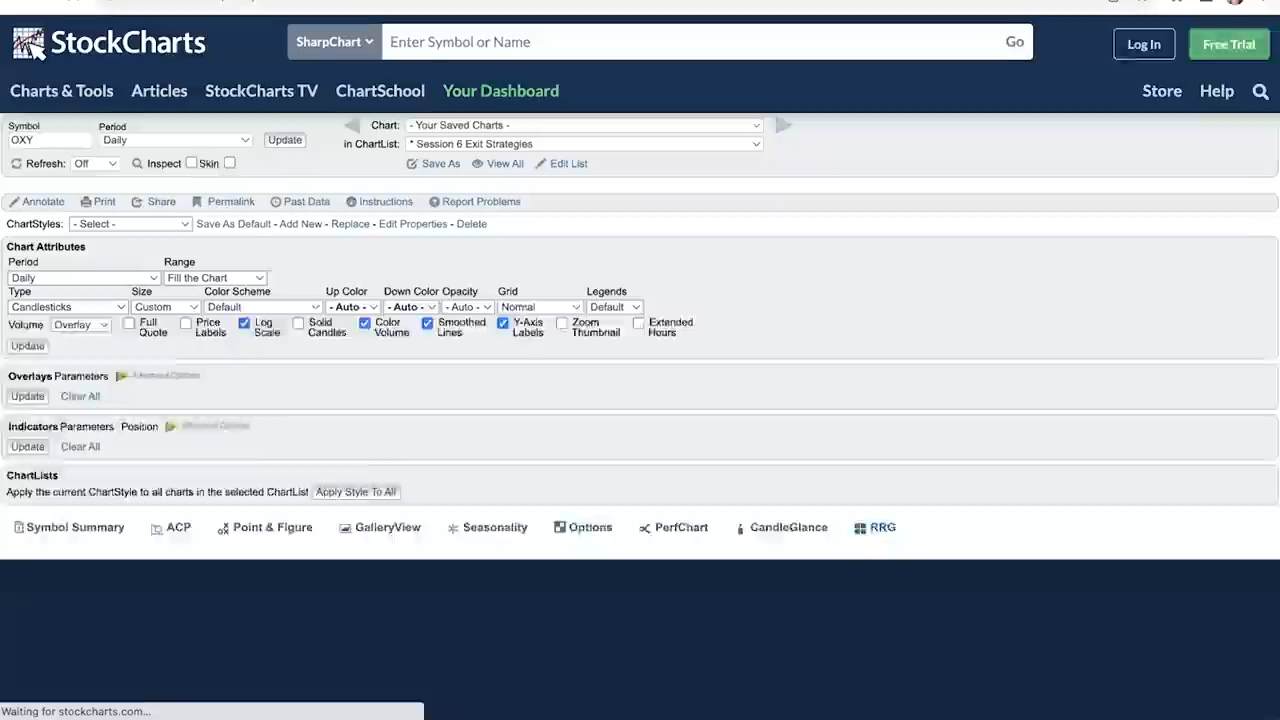 StockCharts
SharpChart
Enter Symbol or Name
Go
Log In
Free Trial
Charts & Tools
Articles
StockCharts TV
ChartSchool
Your Dashboard
Store
Help
Symbol
Period
Chart:
- Your Saved Charts -
OXY
Daily
Update
in ChartList:
* Session 6 Exit Strategies
Refresh:
Off
Inspect
Skin
Save As
View All
Edit List
Annotate
Print
Share
Permalink
Past Data
Instructions
Report Problems
ChartStyles:
- Select -
Save As Default - Add New - Replace - Edit Properties - Delete
Chart Attributes
Period
Range
Daily
Fill the Chart
Type
Size
Color Scheme
Up Color
Down Color
Opacity
Grid
Legends
Candlesticks
Custom
Default
- Auto -
- Auto -
- Auto -
Normal
Default
Volume
Overlay
Full Quote
Price Labels
Log Scale
Solid Candles
Color Volume
Smoothed Lines
Y-Axis Labels
Zoom Thumbnail
Extended Hours
Update
Overlays Parameters
Advanced Options
Update
Clear All
Indicators Parameters Position
Advanced Options
Update
Clear All
ChartLists
Apply the current ChartStyle to all charts in the selected ChartList
Apply Style To All
Symbol Summary
ACP
Point & Figure
GalleryView
Seasonality
Options
PerfChart
CandleGlance
RRG
Waiting for stockcharts.com...